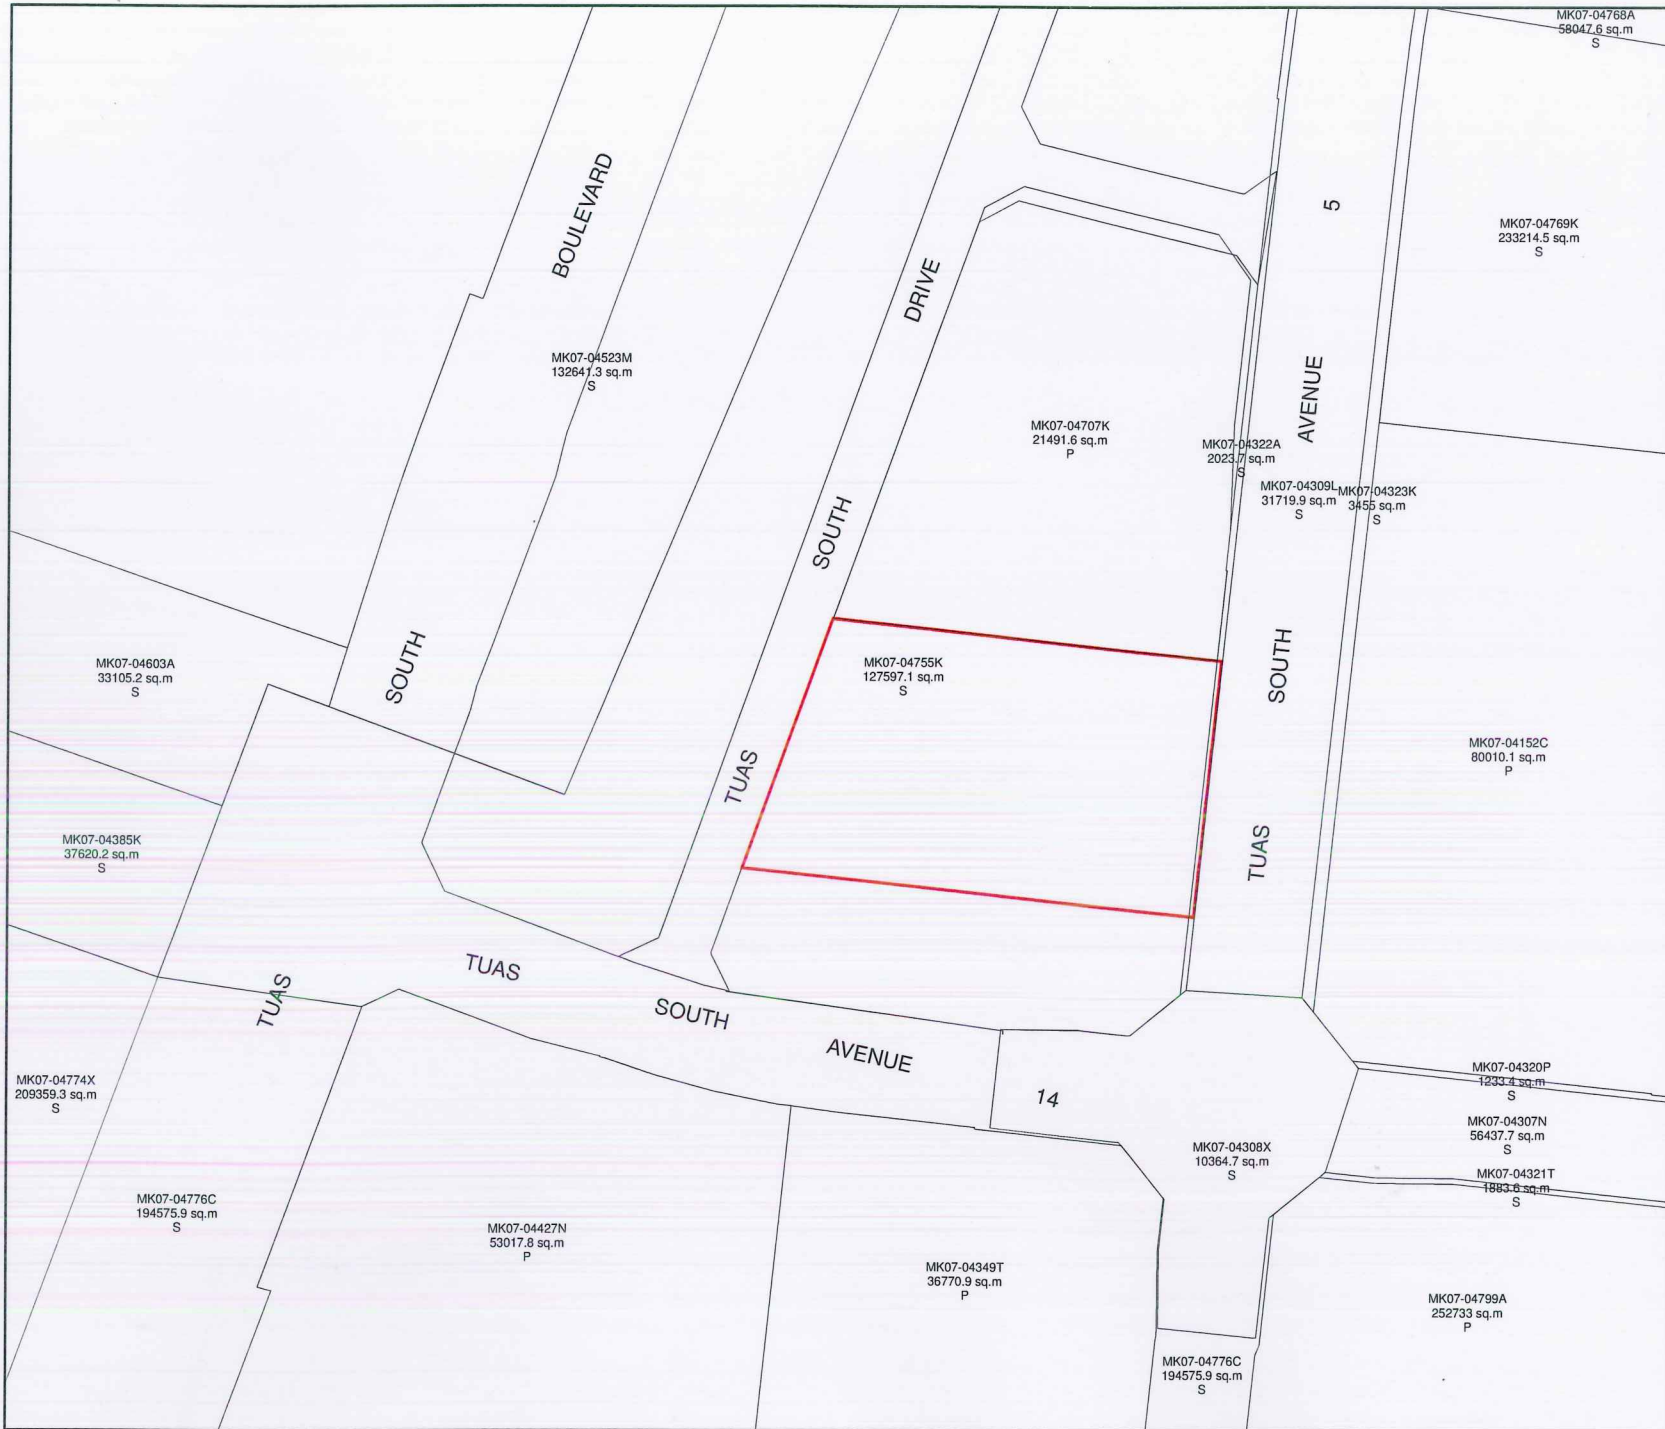 MK07-04768A
58047.6 sq.m
S
BOULEVARD
5
MK07-04769K
233214.5 sq.m
S
DRIVE
MK07-04523M
132641.3 sq.m
S
AVENUE
MK07-04707K
21491.6 sq.m
P
MK07-04322A
2023.7 sq.m
S
MK07-04309L
31719.9 sq.m
S
MK07-04323K
3455 sq.m
S
SOUTH
MK07-04603A
33105.2 sq.m
S
SOUTH
MK07-04755K
127597.1 sq.m
S
SOUTH
MK07-04152C
80010.1 sq.m
P
TUAS
MK07-04385K
37620.2 sq.m
S
TUAS
TUAS
TUAS
SOUTH
AVENUE
14
MK07-04774X
209359.3 sq.m
S
MK07-04320P
1233.4 sq.m
S
MK07-04307N
56437.7 sq.m
S
MK07-04308X
10364.7 sq.m
S
MK07-04321T
1883.6 sq.m
S
MK07-04776C
194575.9 sq.m
S
MK07-04427N
53017.8 sq.m
P
MK07-04349T
36770.9 sq.m
P
MK07-04799A
252733 sq.m
P
MK07-04776C
194575.9 sq.m
S